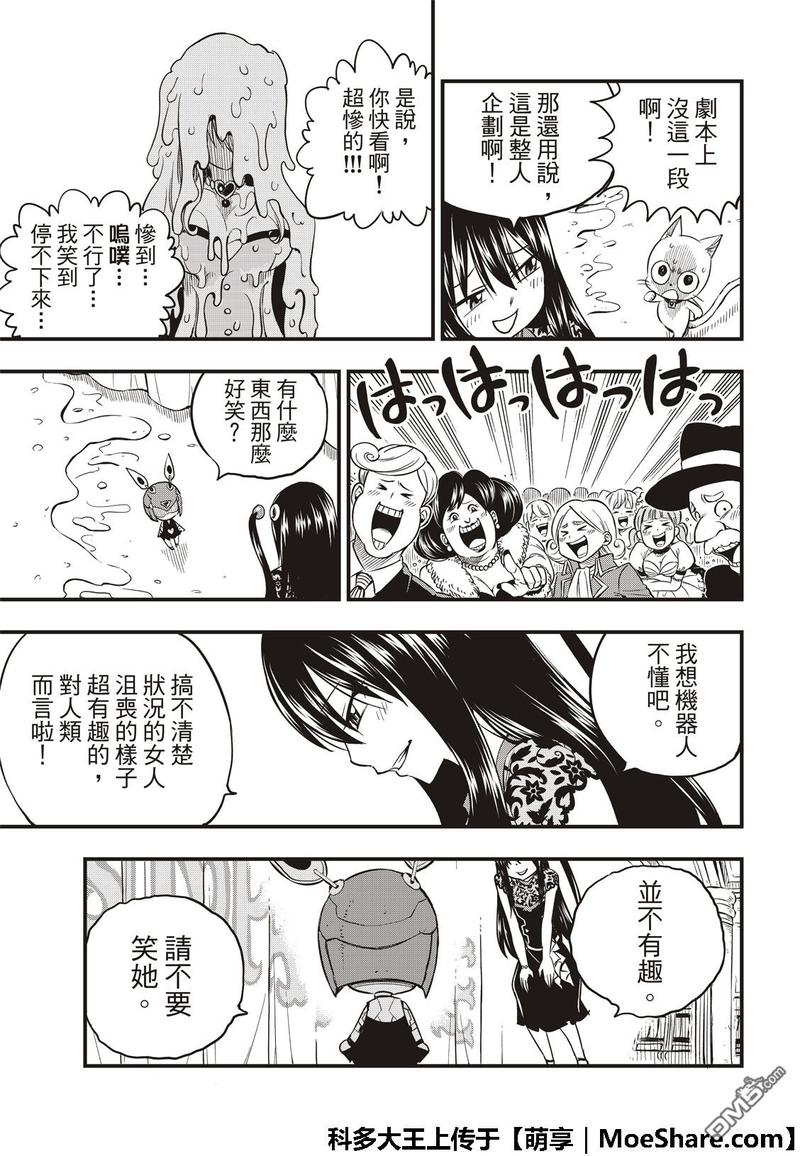 劇本上
沒這一段
啊！
那還用說，
這是整人
企劃啊！
是說，
你快看啊！
超慘的!!!
慘到…
嗚噗…
不行了…
我笑到
停不下來…
はっはっはっはっ
有什麼
東西那麼
好笑？
我想機器人
不懂吧。
搞不清楚
狀況的女人
沮喪的樣子
超有趣的，
對人類
而言啦！
並不有趣。
請不要
笑她。
DM5.com
科多大王上传于【萌享｜MoeShare.com】